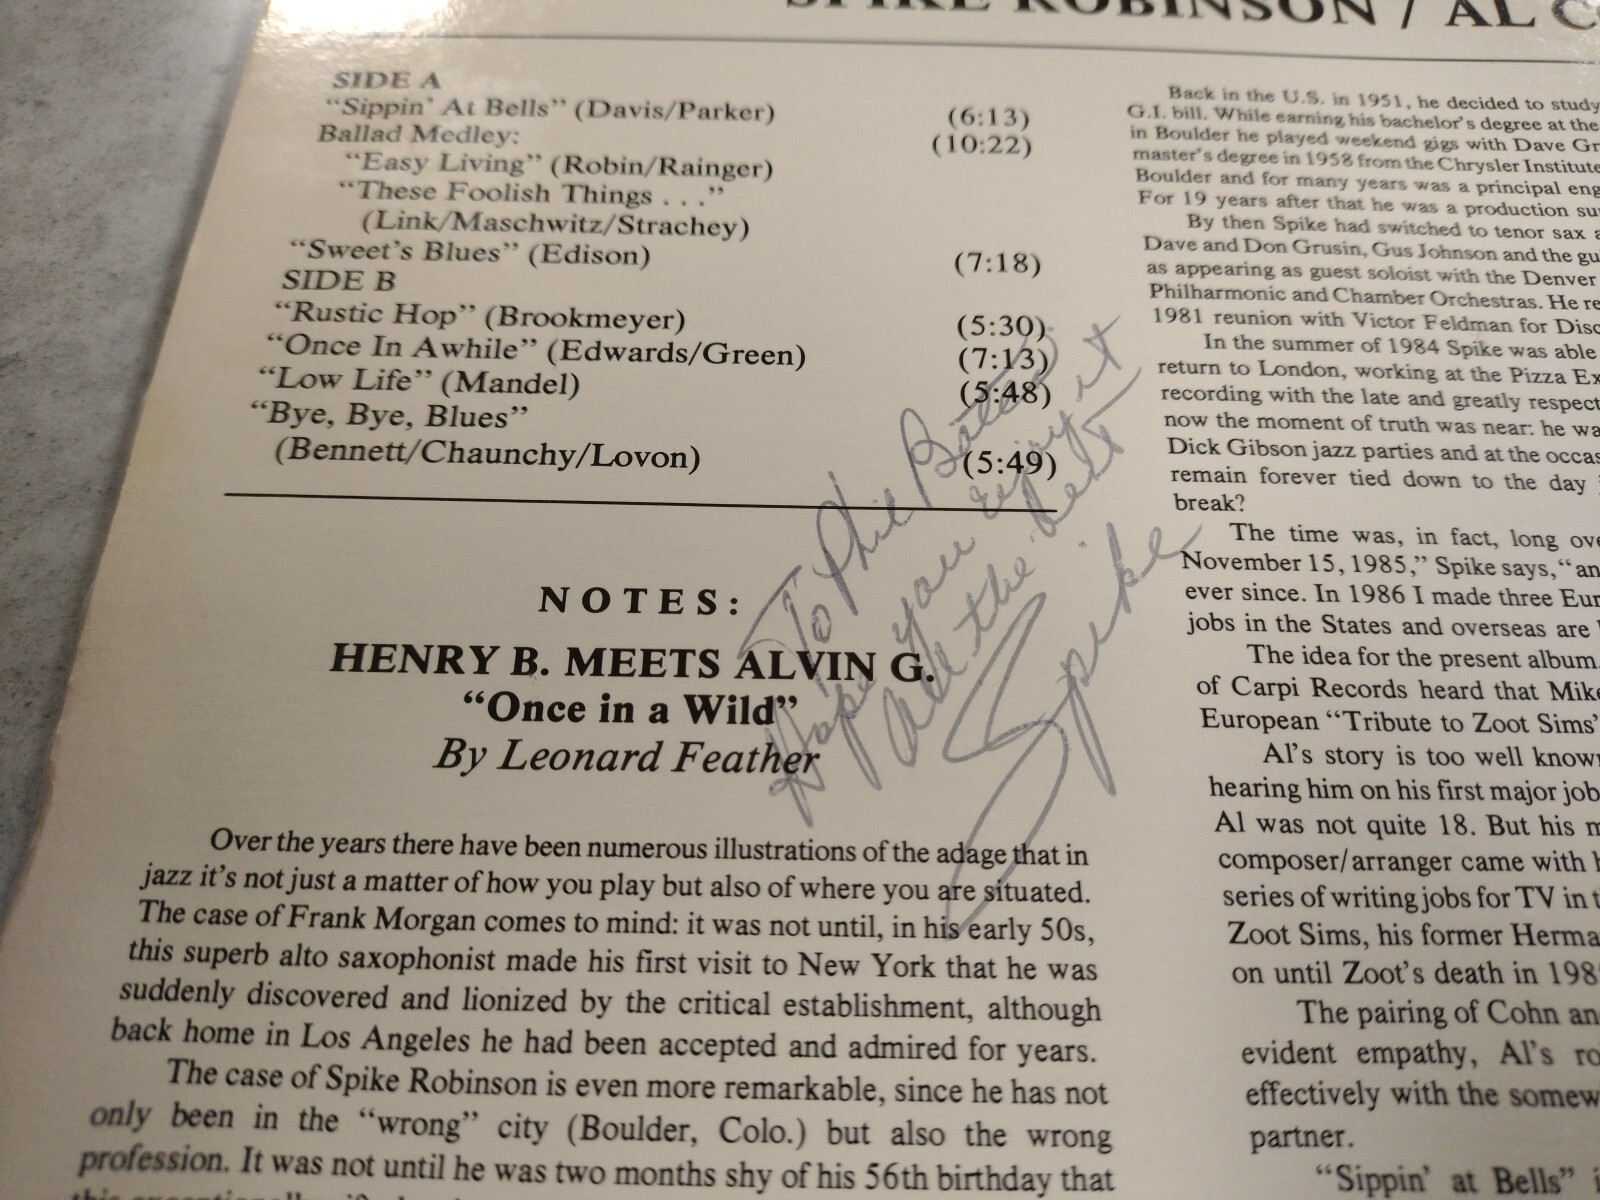 SPIKE ROBINSON / AL C
SIDE A
“Sippin’ At Bells” (Davis/Parker) (6:13)
Ballad Medley: (10:22)
“Easy Living” (Robin/Rainger)
“These Foolish Things . . .”
(Link/Maschwitz/Strachey)
“Sweet’s Blues” (Edison) (7:18)
SIDE B
“Rustic Hop” (Brookmeyer) (5:30)
“Once In Awhile” (Edwards/Green) (7:13)
“Low Life” (Mandel) (5:48)
“Bye, Bye, Blues”
(Bennett/Chaunchy/Lovon) (5:49)
To Phil
Hope you enjoy it
All the best
Spike
NOTES:
HENRY B. MEETS ALVIN G.
“Once in a Wild”
By Leonard Feather
Over the years there have been numerous illustrations of the adage that in
jazz it’s not just a matter of how you play but also of where you are situated.
The case of Frank Morgan comes to mind: it was not until, in his early 50s,
this superb alto saxophonist made his first visit to New York that he was
suddenly discovered and lionized by the critical establishment, although
back home in Los Angeles he had been accepted and admired for years.
The case of Spike Robinson is even more remarkable, since he has not
only been in the “wrong” city (Boulder, Colo.) but also the wrong
profession. It was not until he was two months shy of his 56th birthday that
Back in the U.S. in 1951, he decided to study
G.I. bill. While earning his bachelor’s degree at the
in Boulder he played weekend gigs with Dave Gr
master’s degree in 1958 from the Chrysler Institute
Boulder and for many years was a principal eng
For 19 years after that he was a production su
By then Spike had switched to tenor sax a
Dave and Don Grusin, Gus Johnson and the gu
as appearing as guest soloist with the Denver
Philharmonic and Chamber Orchestras. He re
1981 reunion with Victor Feldman for Disc
In the summer of 1984 Spike was able
return to London, working at the Pizza Ex
recording with the late and greatly respect
now the moment of truth was near: he wa
Dick Gibson jazz parties and at the occas
remain forever tied down to the day
break?
The time was, in fact, long ove
November 15, 1985,” Spike says, “an
ever since. In 1986 I made three Eur
jobs in the States and overseas are
The idea for the present album,
of Carpi Records heard that Mike
European “Tribute to Zoot Sims”
Al’s story is too well known
hearing him on his first major job
Al was not quite 18. But his m
composer/arranger came with h
series of writing jobs for TV in t
Zoot Sims, his former Herma
on until Zoot’s death in 198
The pairing of Cohn an
evident empathy, Al’s ro
effectively with the somew
partner.
“Sippin’ at Bells” i